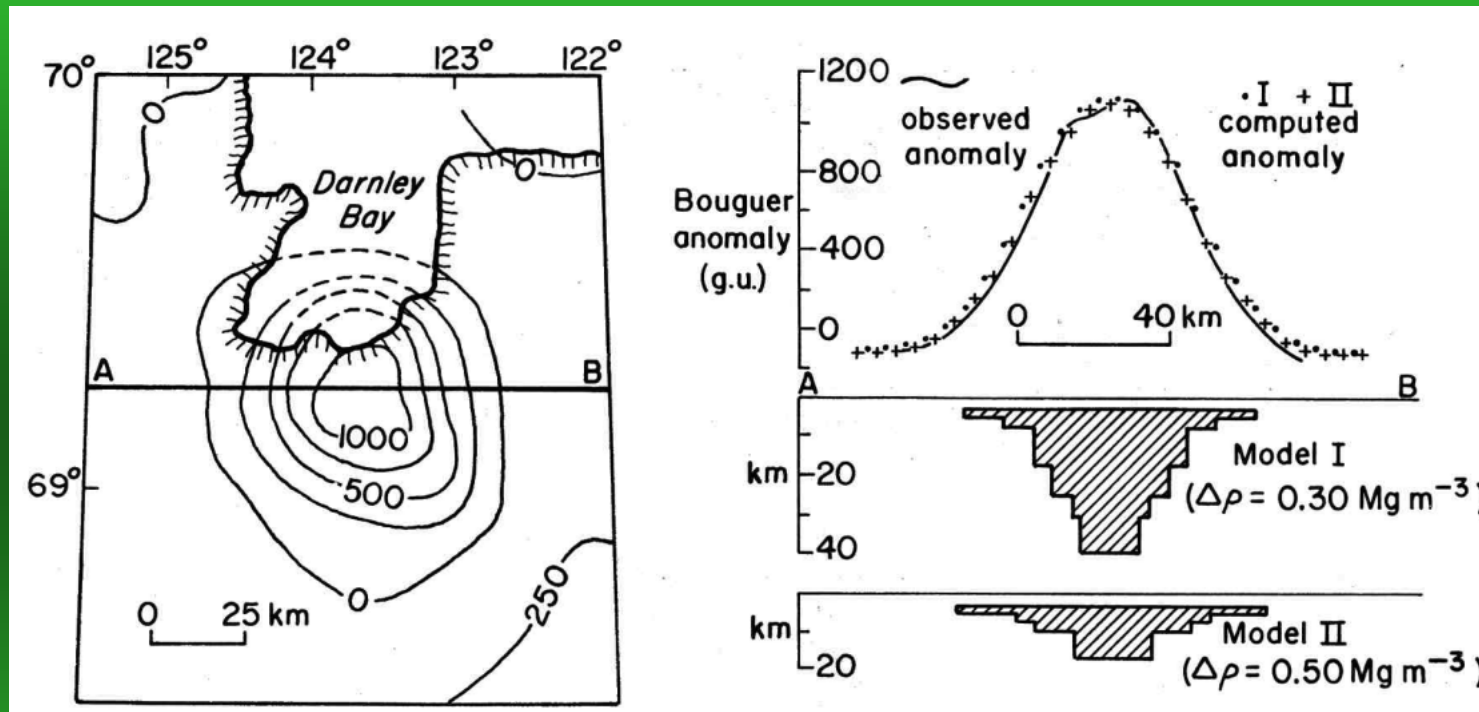 125° 124° 123° 122°
70°
0
0
Darnley
Bay
A B
1000
500
69°
0
250
0 25 km
1200
800
400
0
Bouguer
anomaly
(g.u.)
observed
anomaly
• I + II
computed
anomaly
0 40 km
A B
km
20
40
Model I
(Δρ = 0.30 Mg m⁻³)
km
20
Model II
(Δρ = 0.50 Mg m⁻³)